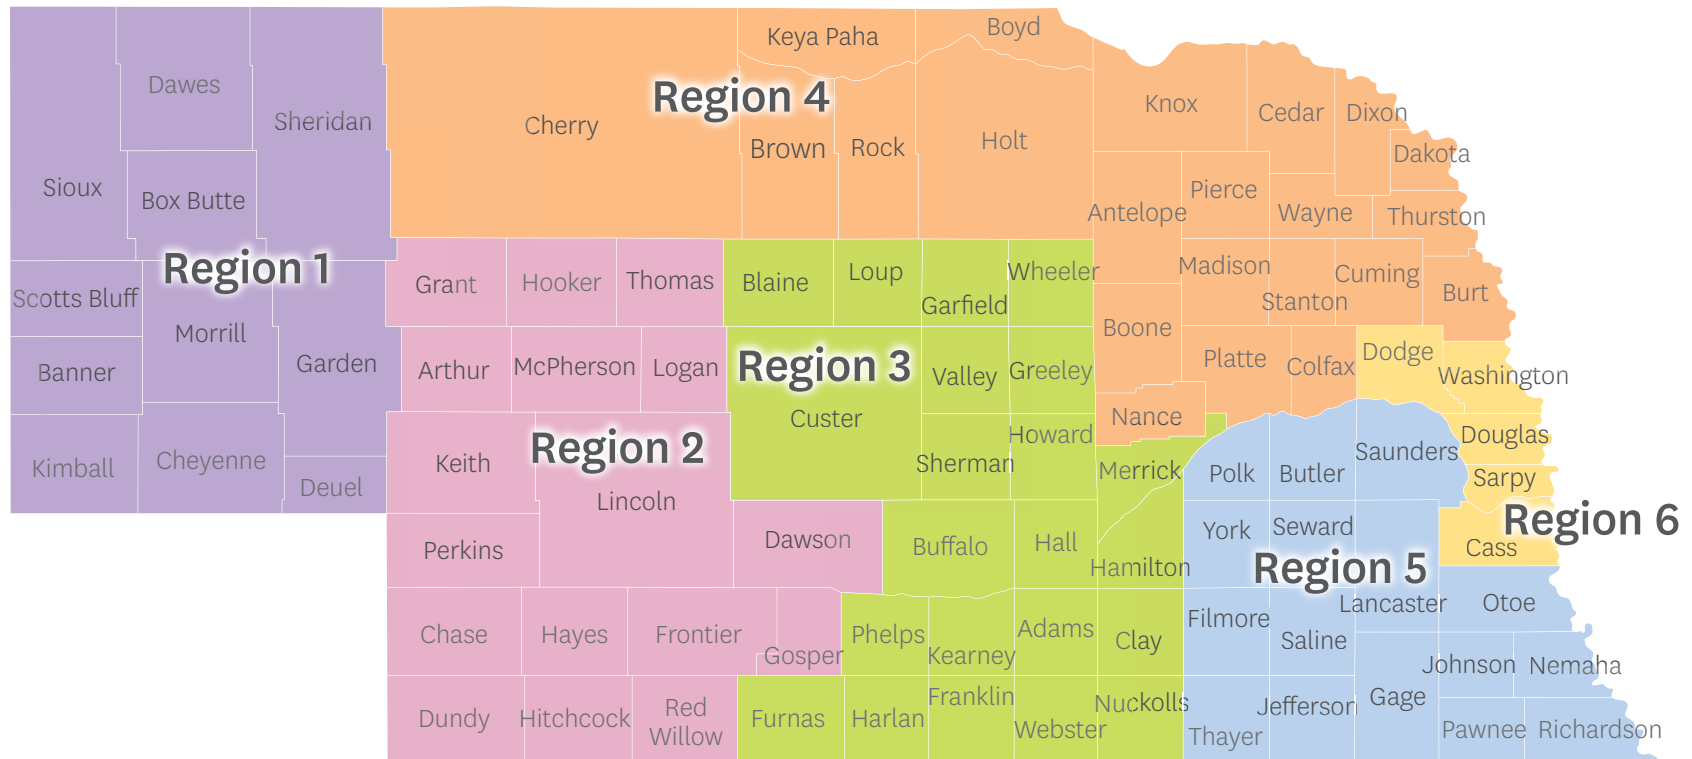 Boyd
Keya Paha
Dawes
Region 4
Knox
Cedar
Dixon
Sheridan
Cherry
Brown
Rock
Holt
Dakota
Sioux
Box Butte
Pierce
Antelope
Wayne
Thurston
Region 1
Grant
Hooker
Thomas
Blaine
Loup
Wheeler
Madison
Cuming
Scotts Bluff
Garfield
Stanton
Burt
Morrill
Boone
Banner
Garden
Arthur
McPherson
Logan
Region 3
Valley
Greeley
Platte
Colfax
Dodge
Washington
Custer
Nance
Kimball
Cheyenne
Deuel
Keith
Region 2
Lincoln
Sherman
Howard
Merrick
Polk
Butler
Saunders
Douglas
Sarpy
Region 6
Perkins
Dawson
Buffalo
Hall
Hamilton
York
Seward
Cass
Region 5
Lancaster
Otoe
Chase
Hayes
Frontier
Gosper
Phelps
Kearney
Adams
Clay
Filmore
Saline
Johnson
Nemaha
Dundy
Hitchcock
Red
Willow
Furnas
Harlan
Franklin
Webster
Nuckolls
Thayer
Jefferson
Gage
Pawnee
Richardson